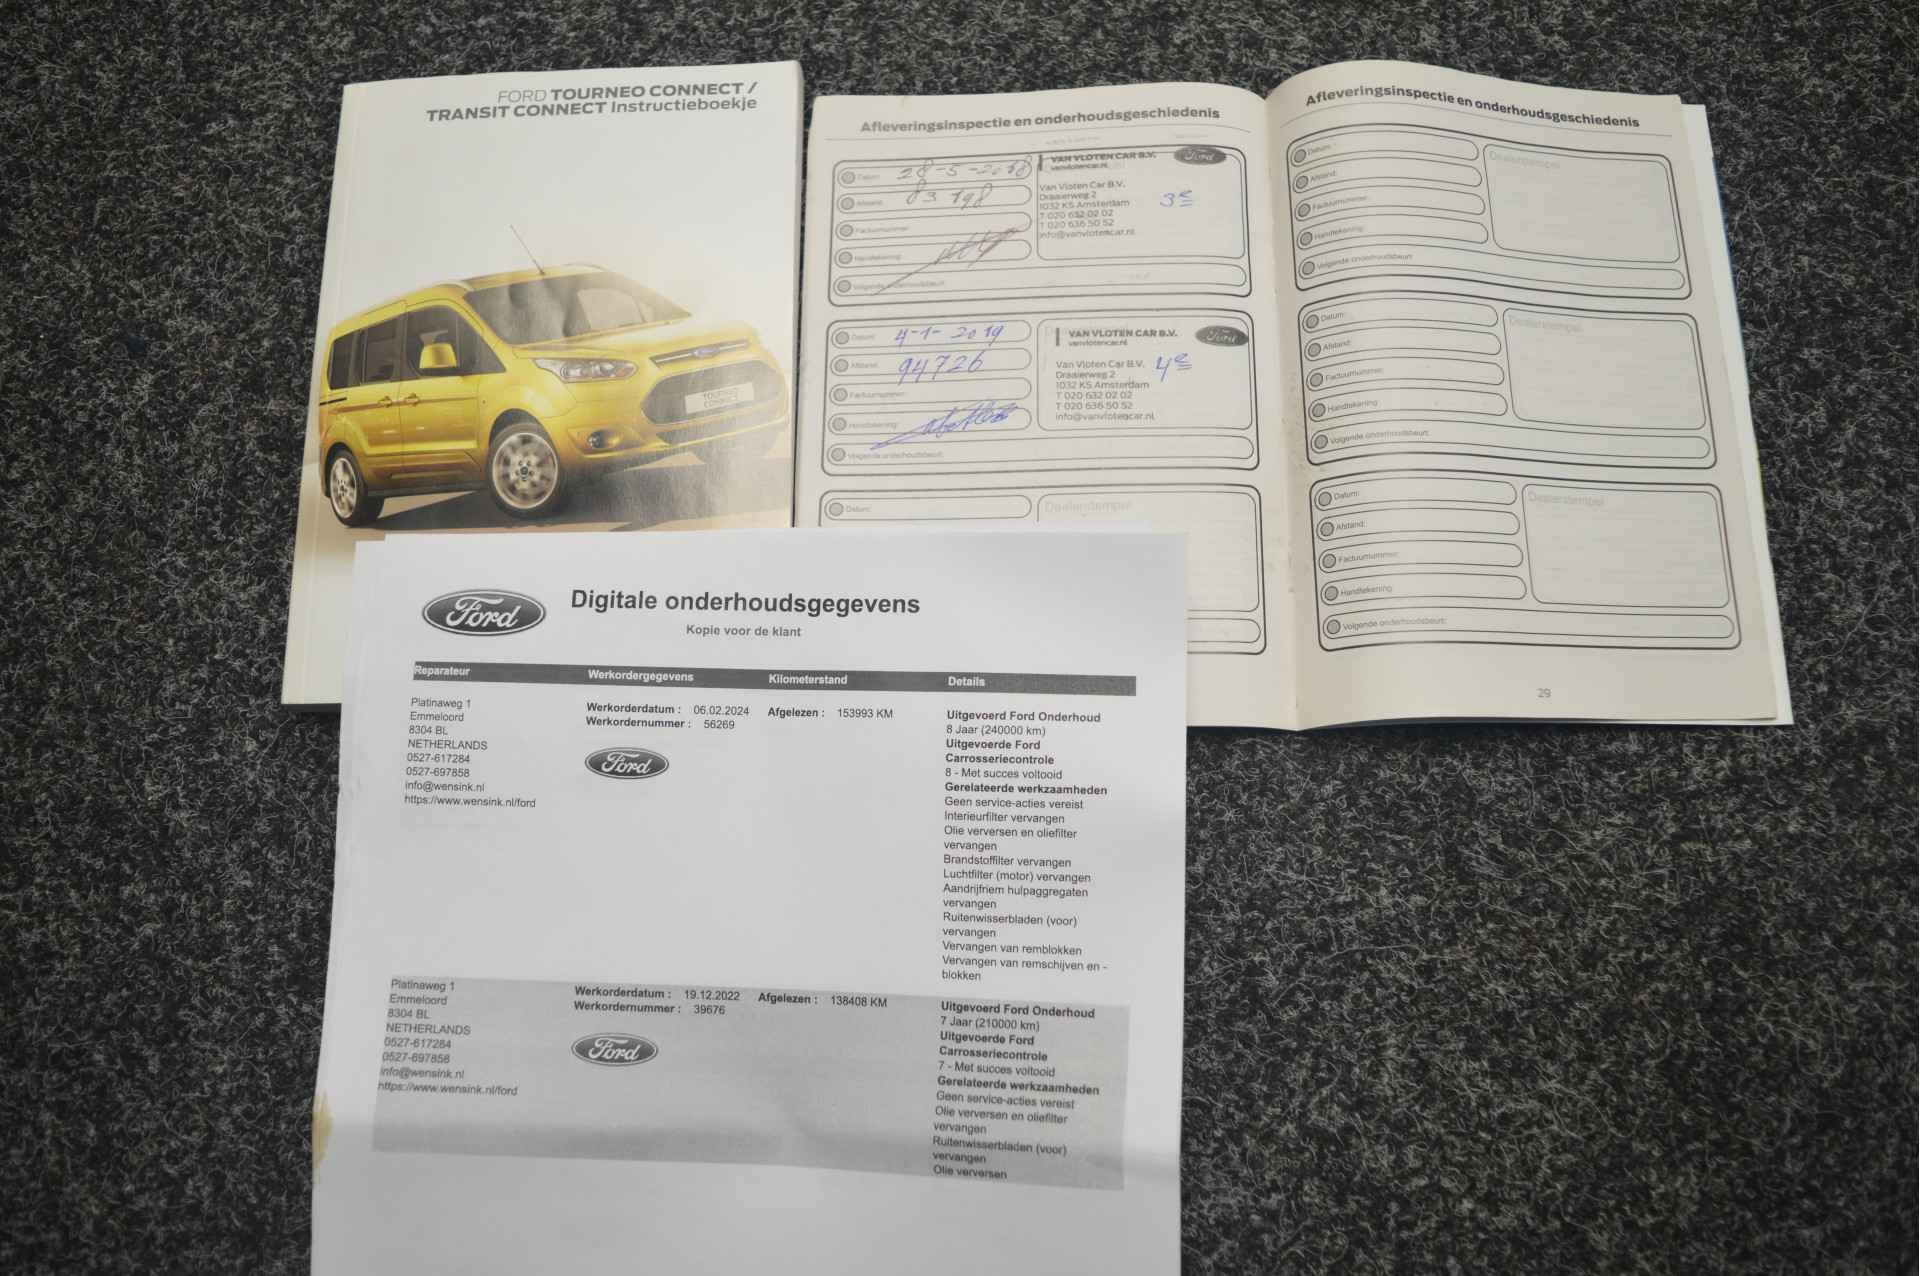 FORD TOURNEO CONNECT /
TRANSIT CONNECT Instructieboekje
TOURNEO
CONNECT
Afleveringsinspectie en onderhoudsgeschiedenis
Datum: 28-5-2018
Afstand: 83 198
Factuurnummer:
Handtekening:
Volgende onderhoudsbeurt:
VAN VLOTEN CAR B.V. Ford
vanvlotencar.nl
Van Vloten Car B.V.
Draaierweg 2
1032 KS Amsterdam 3e
T 020 632 02 02
T 020 636 50 52
info@vanvlotencar.nl
Datum: 4-1-2019
Afstand: 94726
Factuurnummer:
Handtekening:
Volgende onderhoudsbeurt:
VAN VLOTEN CAR B.V. Ford
vanvlotencar.nl
Van Vloten Car B.V. 4e
Draaierweg 2
1032 KS Amsterdam
T 020 632 02 02
T 020 636 50 52
info@vanvlotencar.nl
Datum:
Dealerstempel
Afleveringsinspectie en onderhoudsgeschiedenis
Datum:
Afstand:
Factuurnummer:
Handtekening:
Volgende onderhoudsbeurt:
Dealerstempel
Datum:
Afstand:
Factuurnummer:
Handtekening:
Volgende onderhoudsbeurt:
Dealerstempel
Datum:
Afstand:
Factuurnummer:
Handtekening:
Volgende onderhoudsbeurt:
Dealerstempel
29
Ford
Digitale onderhoudsgegevens
Kopie voor de klant
Reparateur Werkordergegevens Kilometerstand Details
Platinaweg 1
Emmeloord
8304 BL
NETHERLANDS
0527-617284
0527-697858
info@wensink.nl
https://www.wensink.nl/ford
Werkorderdatum : 06.02.2024
Werkordernummer : 56269
Ford
Afgelezen : 153993 KM
Uitgevoerd Ford Onderhoud
8 Jaar (240000 km)
Uitgevoerde Ford
Carrosseriecontrole
8 - Met succes voltooid
Gerelateerde werkzaamheden
Geen service-acties vereist
Interieurfilter vervangen
Olie verversen en oliefilter
vervangen
Brandstoffilter vervangen
Luchtfilter (motor) vervangen
Aandrijfriem hulpaggregaten
vervangen
Ruitenwisserbladen (voor)
vervangen
Vervangen van remblokken
Vervangen van remschijven en -
blokken
Platinaweg 1
Emmeloord
8304 BL
NETHERLANDS
0527-617284
0527-697858
info@wensink.nl
https://www.wensink.nl/ford
Werkorderdatum : 19.12.2022
Werkordernummer : 39676
Ford
Afgelezen : 138408 KM
Uitgevoerd Ford Onderhoud
7 Jaar (210000 km)
Uitgevoerde Ford
Carrosseriecontrole
7 - Met succes voltooid
Gerelateerde werkzaamheden
Geen service-acties vereist
Olie verversen en oliefilter
vervangen
Ruitenwisserbladen (voor)
vervangen
Olie verversen